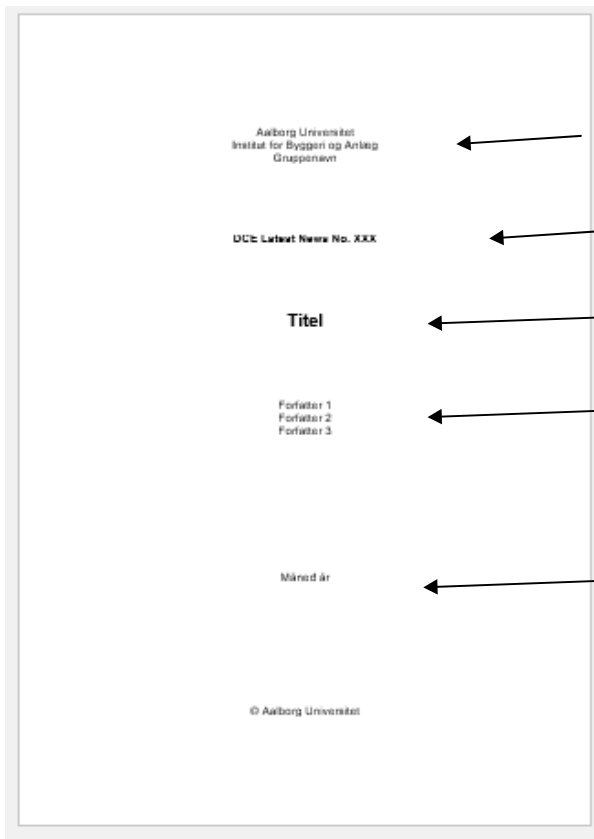 Aalborg Universitet
Institut for Byggeri og Anlæg
Gruppenavn
DCE Latest News No. XXX
Titel
Forfatter 1
Forfatter 2
Forfatter 3
Måned år
© Aalborg Universitet